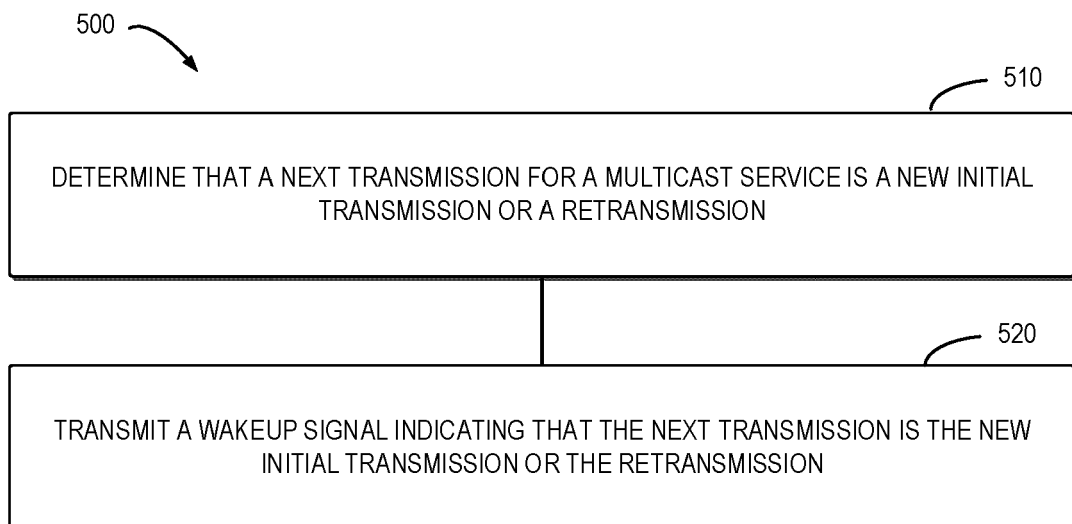 500
510
DETERMINE THAT A NEXT TRANSMISSION FOR A MULTICAST SERVICE IS A NEW INITIAL
TRANSMISSION OR A RETRANSMISSION
520
TRANSMIT A WAKEUP SIGNAL INDICATING THAT THE NEXT TRANSMISSION IS THE NEW
INITIAL TRANSMISSION OR THE RETRANSMISSION